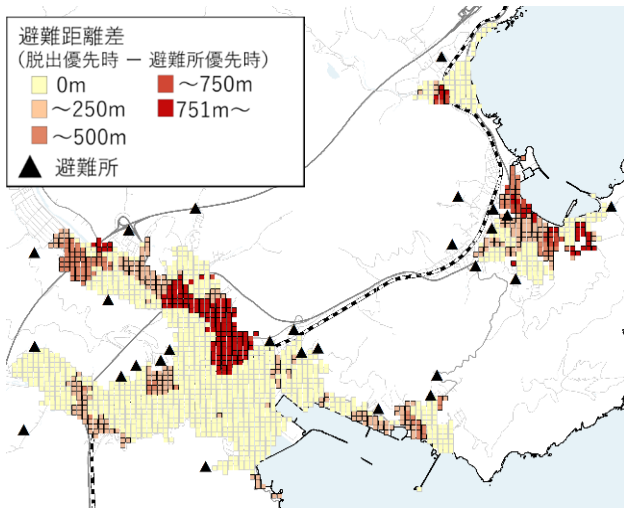 避難距離差
(脱出優先時 ー 避難所優先時)
0m
～250m
～500m
～750m
751m～
避難所